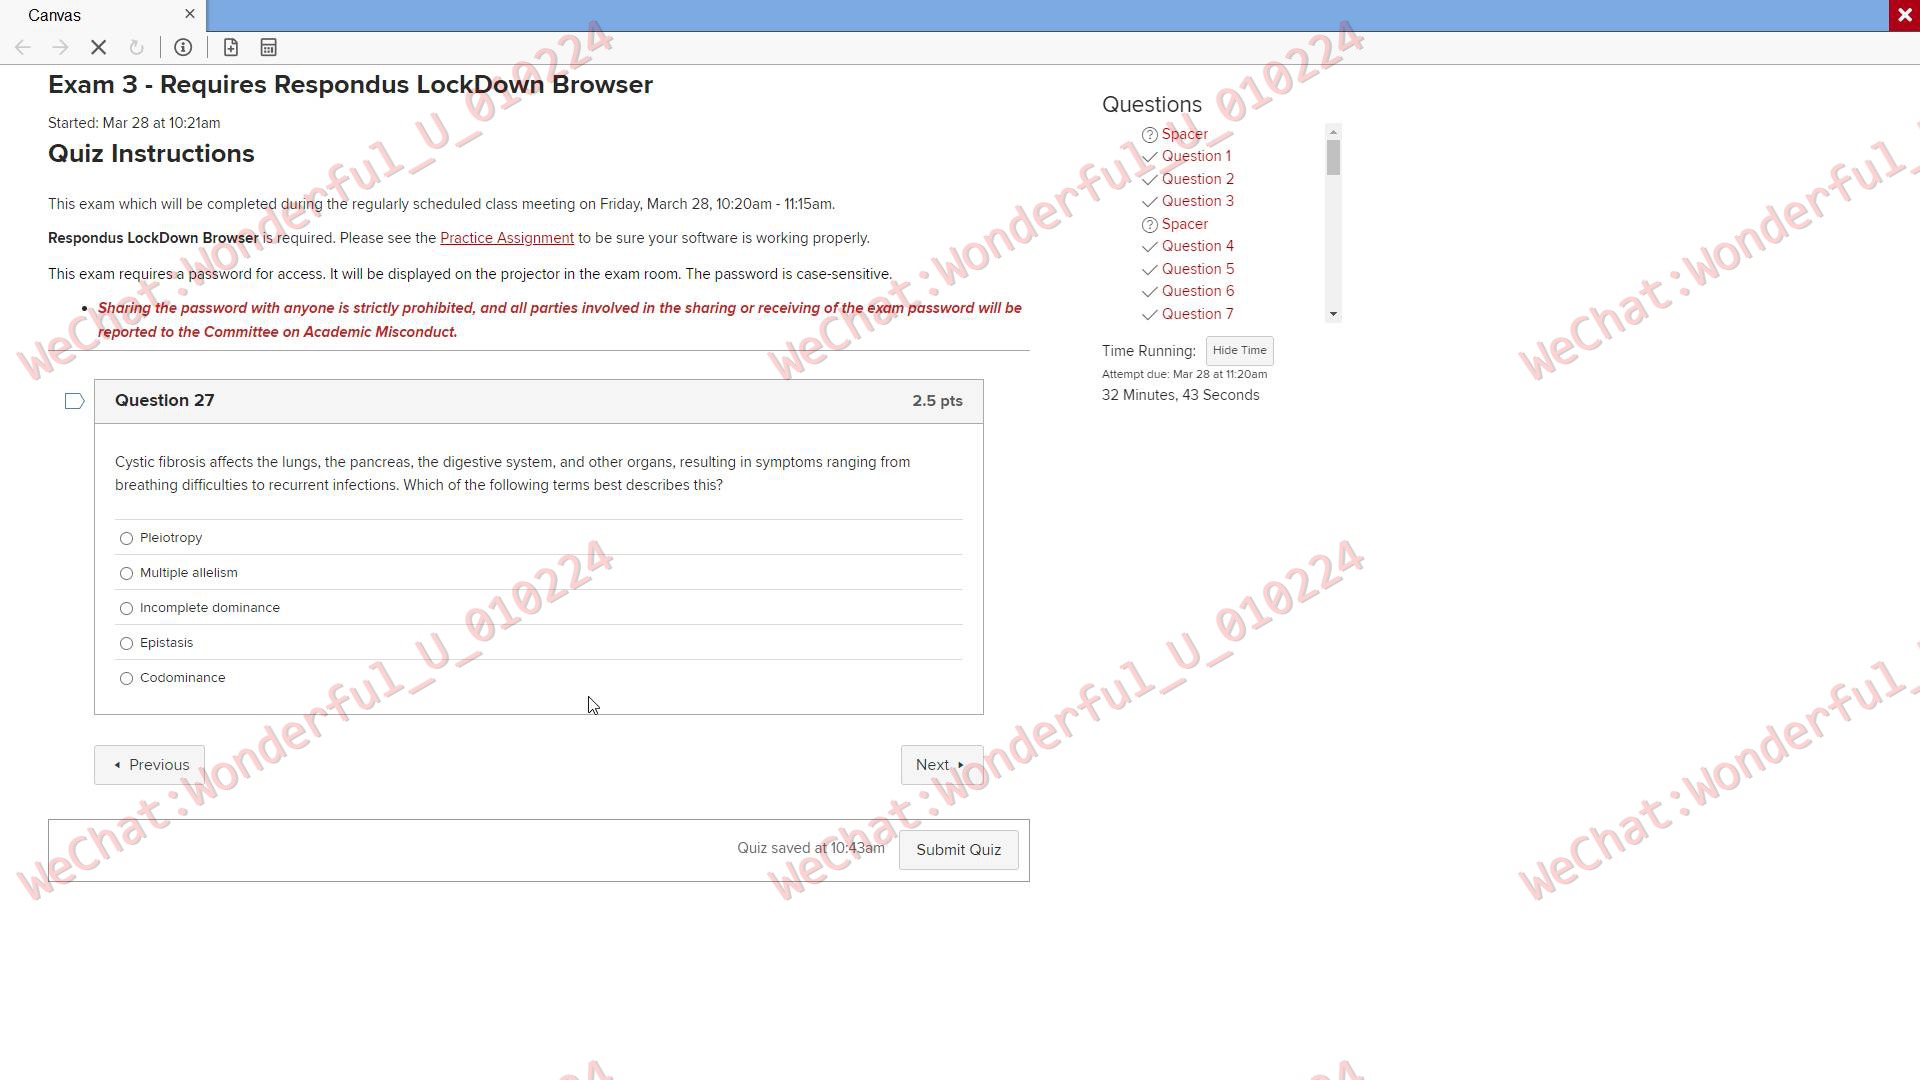 Canvas
Exam 3 - Requires Respondus LockDown Browser
Started: Mar 28 at 10:21am
Quiz Instructions
This exam which will be completed during the regularly scheduled class meeting on Friday, March 28, 10:20am - 11:15am.
Respondus LockDown Browser is required. Please see the Practice Assignment to be sure your software is working properly.
This exam requires a password for access. It will be displayed on the projector in the exam room. The password is case-sensitive.
Sharing the password with anyone is strictly prohibited, and all parties involved in the sharing or receiving of the exam password will be
reported to the Committee on Academic Misconduct.
Question 27
2.5 pts
Cystic fibrosis affects the lungs, the pancreas, the digestive system, and other organs, resulting in symptoms ranging from
breathing difficulties to recurrent infections. Which of the following terms best describes this?
Pleiotropy
Multiple allelism
Incomplete dominance
Epistasis
Codominance
Previous
Next
Quiz saved at 10:43am
Submit Quiz
Questions
Spacer
Question 1
Question 2
Question 3
Spacer
Question 4
Question 5
Question 6
Question 7
Time Running:
Hide Time
Attempt due: Mar 28 at 11:20am
32 Minutes, 43 Seconds
WeChat:Wonderful_U_010224
WeChat:Wonderful_U_010224
WeChat:Wonderful_
WeChat:Wonderful_U_010224
WeChat:Wonderful_U_010224
WeChat:Wonderful_